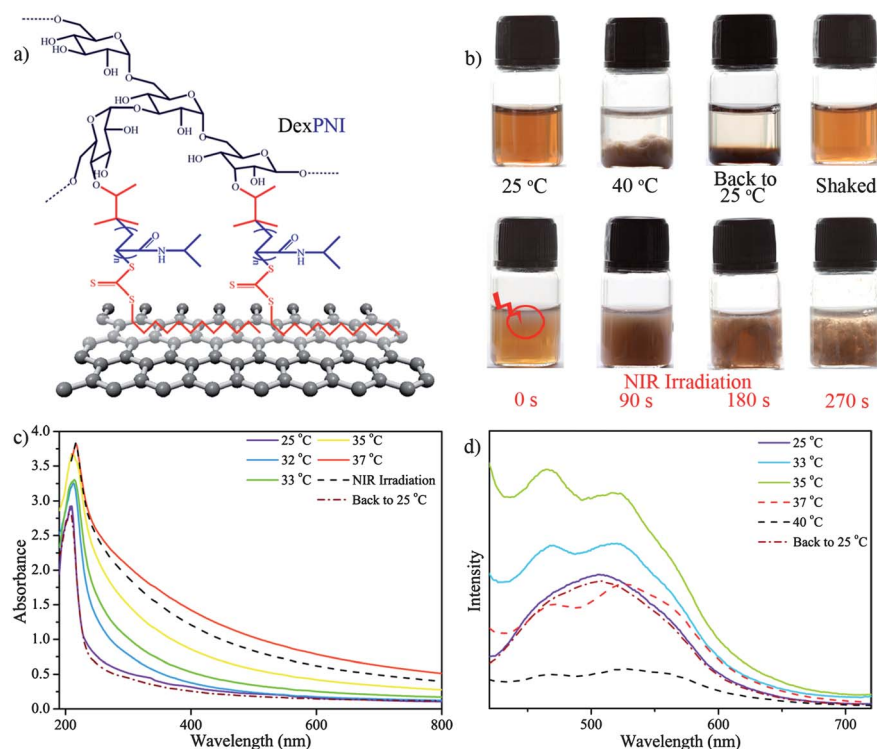 a)
HO
O
HO
HO
OH
O
HO
O
OH
O
OH
HO
OH
O
O
HO
OH
O
O
DexPNI
m
O
N
H
S
S
S
m
O
N
H
S
S
S
b)
25 °C
40 °C
Back to
25 °C
Shaked
NIR Irradiation
0 s
90 s
180 s
270 s
c)
4.0
3.5
3.0
2.5
2.0
1.5
1.0
0.5
0.0
Absorbance
25 °C
32 °C
33 °C
35 °C
37 °C
NIR Irradiation
Back to 25 °C
200
400
600
800
Wavelength (nm)
d)
Intensity
25 °C
33 °C
35 °C
37 °C
40 °C
Back to 25 °C
500
600
700
Wavelength (nm)